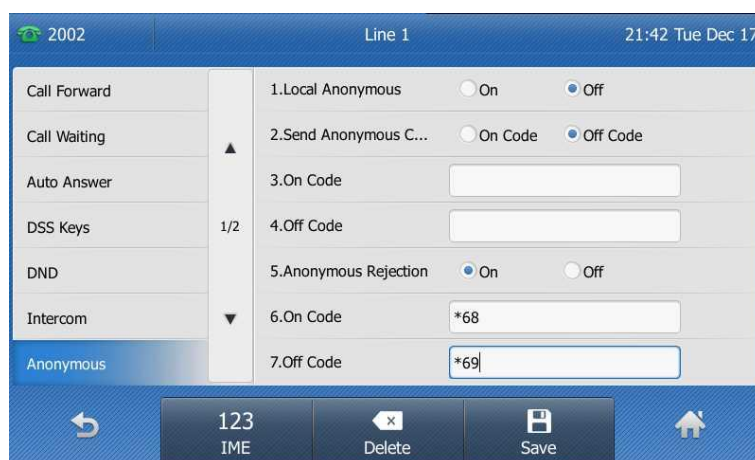 2002 Line 1 21:42 Tue Dec 17
Call Forward
Call Waiting
Auto Answer
DSS Keys
DND
Intercom
Anonymous
1/2
1.Local Anonymous On Off
2.Send Anonymous C... On Code Off Code
3.On Code
4.Off Code
5.Anonymous Rejection On Off
6.On Code *68
7.Off Code *69
123
IME
Delete
Save